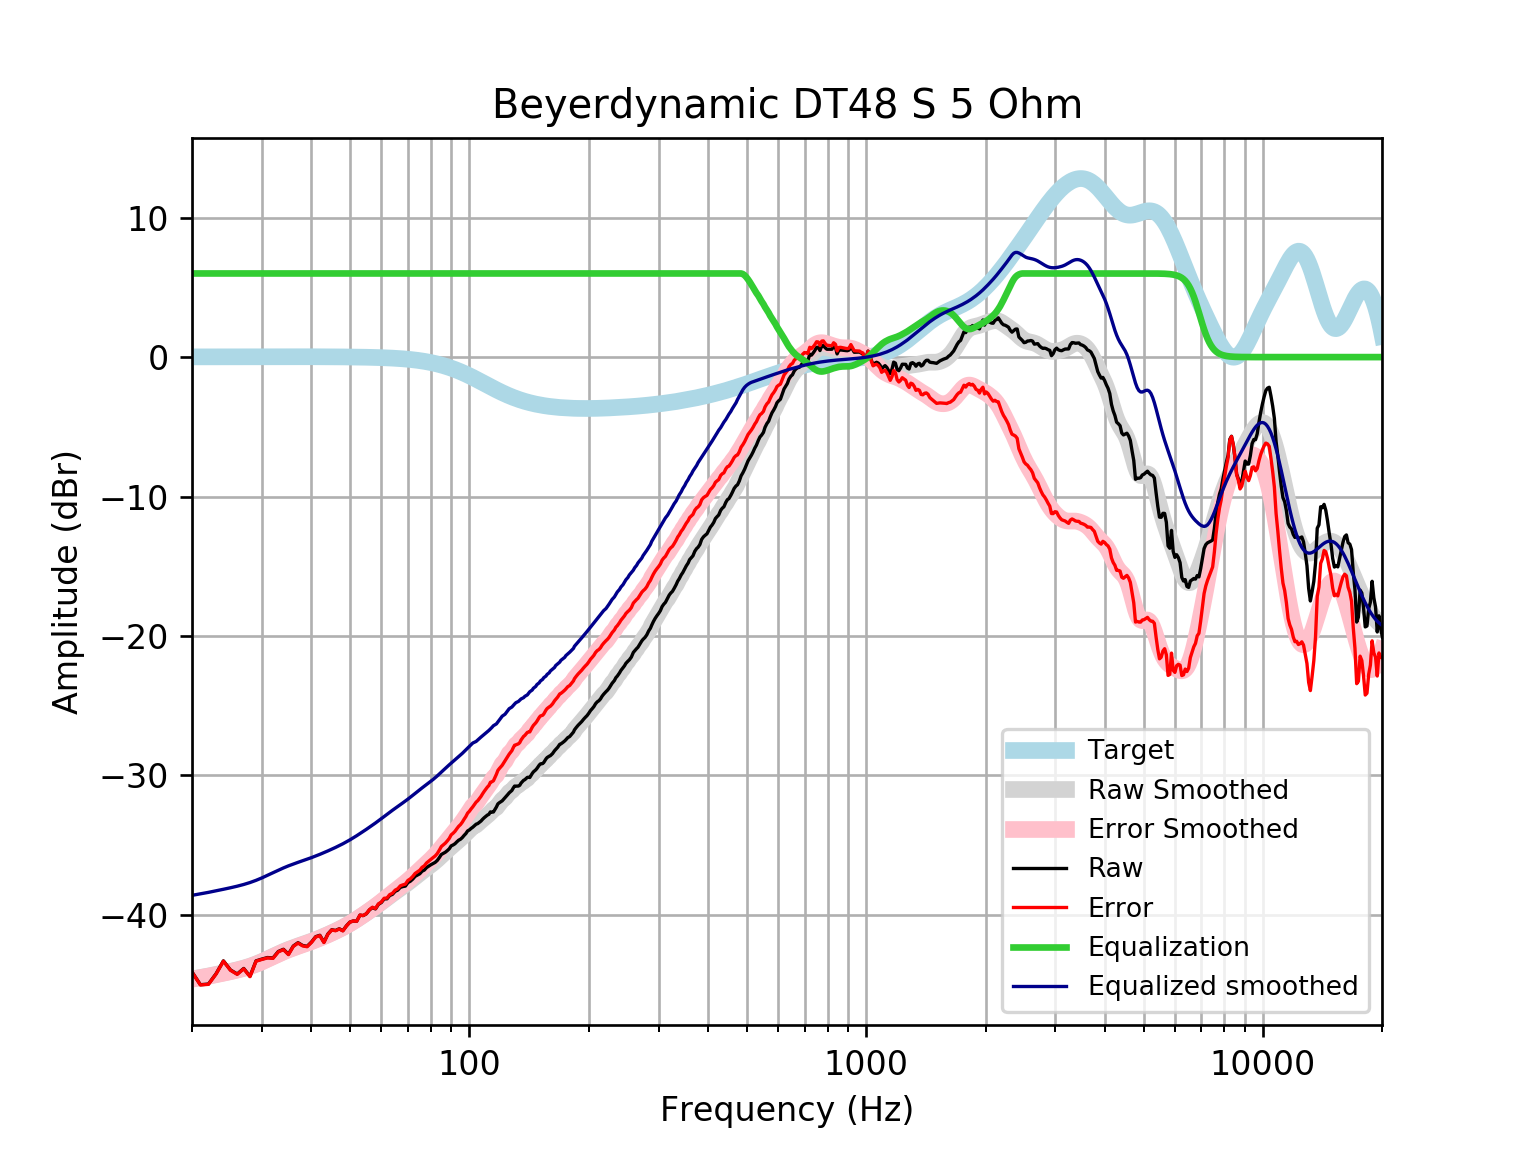 Beyerdynamic DT48 S 5 Ohm
Amplitude (dBr)
10
0
−10
−20
−30
−40
100
1000
10000
Frequency (Hz)
Target
Raw Smoothed
Error Smoothed
Raw
Error
Equalization
Equalized smoothed